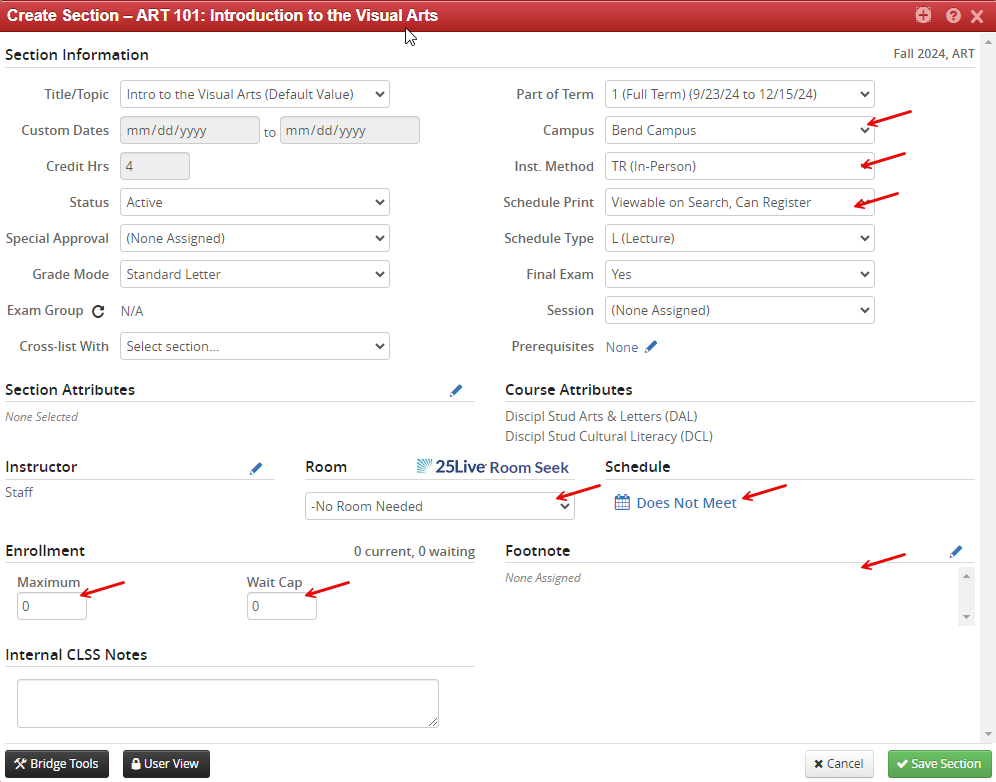 Create Section – ART 101: Introduction to the Visual Arts
Section Information
Fall 2024, ART
Title/Topic Intro to the Visual Arts (Default Value)
Part of Term 1 (Full Term) (9/23/24 to 12/15/24)
Custom Dates mm/dd/yyyy to mm/dd/yyyy
Campus Bend Campus
Credit Hrs 4
Inst. Method TR (In-Person)
Status Active
Schedule Print Viewable on Search, Can Register
Special Approval (None Assigned)
Schedule Type L (Lecture)
Grade Mode Standard Letter
Final Exam Yes
Exam Group N/A
Session (None Assigned)
Cross-list With Select section...
Prerequisites None
Section Attributes
None Selected
Course Attributes
Discipl Stud Arts & Letters (DAL)
Discipl Stud Cultural Literacy (DCL)
Instructor
Staff
Room 25Live Room Seek
-No Room Needed
Schedule
Does Not Meet
Enrollment 0 current, 0 waiting
Maximum Wait Cap
0 0
Footnote
None Assigned
Internal CLSS Notes
Bridge Tools User View Cancel Save Section